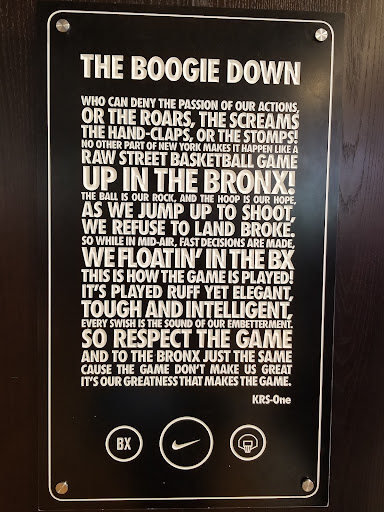 THE BOOGIE DOWN
WHO CAN DENY THE PASSION OF OUR ACTIONS,
OR THE ROARS, THE SCREAMS
THE HAND-CLAPS, OR THE STOMPS!
NO OTHER PART OF NEW YORK MAKES IT HAPPEN LIKE A
RAW STREET BASKETBALL GAME
UP IN THE BRONX!
THE BALL IS OUR ROCK, AND THE HOOP IS OUR HOPE,
AS WE JUMP UP TO SHOOT,
WE REFUSE TO LAND BROKE.
SO WHILE IN MID-AIR, FAST DECISIONS ARE MADE,
WE FLOATIN' IN THE BX
THIS IS HOW THE GAME IS PLAYED!
IT'S PLAYED RUFF YET ELEGANT,
TOUGH AND INTELLIGENT,
EVERY SWISH IS THE SOUND OF OUR EMBETTERMENT.
SO RESPECT THE GAME
AND TO THE BRONX JUST THE SAME
CAUSE THE GAME DON'T MAKE US GREAT
IT'S OUR GREATNESS THAT MAKES THE GAME.
KRS-One
BX